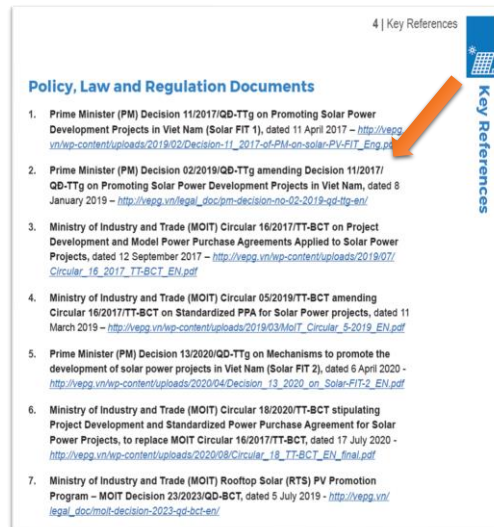 4 | Key References
Key References
Policy, Law and Regulation Documents
1. Prime Minister (PM) Decision 11/2017/QĐ-TTg on Promoting Solar Power
Development Projects in Viet Nam (Solar FIT 1), dated 11 April 2017 – http://vepg.
vn/wp-content/uploads/2019/02/Decision-11_2017-of-PM-on-solar-PV-FIT_Eng.pdf
2. Prime Minister (PM) Decision 02/2019/QĐ-TTg amending Decision 11/2017/
QĐ-TTg on Promoting Solar Power Development Projects in Viet Nam, dated 8
January 2019 – http://vepg.vn/legal_doc/pm-decision-no-02-2019-qd-ttg-en/
3. Ministry of Industry and Trade (MOIT) Circular 16/2017/TT-BCT on Project
Development and Model Power Purchase Agreements Applied to Solar Power
Projects, dated 12 September 2017 – http://vepg.vn/wp-content/uploads/2019/07/
Circular_16_2017_TT-BCT_EN.pdf
4. Ministry of Industry and Trade (MOIT) Circular 05/2019/TT-BCT amending
Circular 16/2017/TT-BCT on Standardized PPA for Solar Power projects, dated 11
March 2019 – http://vepg.vn/wp-content/uploads/2019/03/MoIT_Circular_5-2019_EN.pdf
5. Prime Minister (PM) Decision 13/2020/QĐ-TTg on Mechanisms to promote the
development of solar power projects in Viet Nam (Solar FIT 2), dated 6 April 2020 -
http://vepg.vn/wp-content/uploads/2020/04/Decision_13_2020_on_Solar-FIT-2_EN.pdf
6. Ministry of Industry and Trade (MOIT) Circular 18/2020/TT-BCT stipulating
Project Development and Standardized Power Purchase Agreement for Solar
Power Projects, to replace MOIT Circular 16/2017/TT-BCT, dated 17 July 2020 -
http://vepg.vn/wp-content/uploads/2020/08/Circular_18_TT-BCT_EN_final.pdf
7. Ministry of Industry and Trade (MOIT) Rooftop Solar (RTS) PV Promotion
Program – MOIT Decision 23/2023/QD-BCT, dated 5 July 2019 - http://vepg.vn/
legal_doc/moit-decision-2023-qd-bct-en/